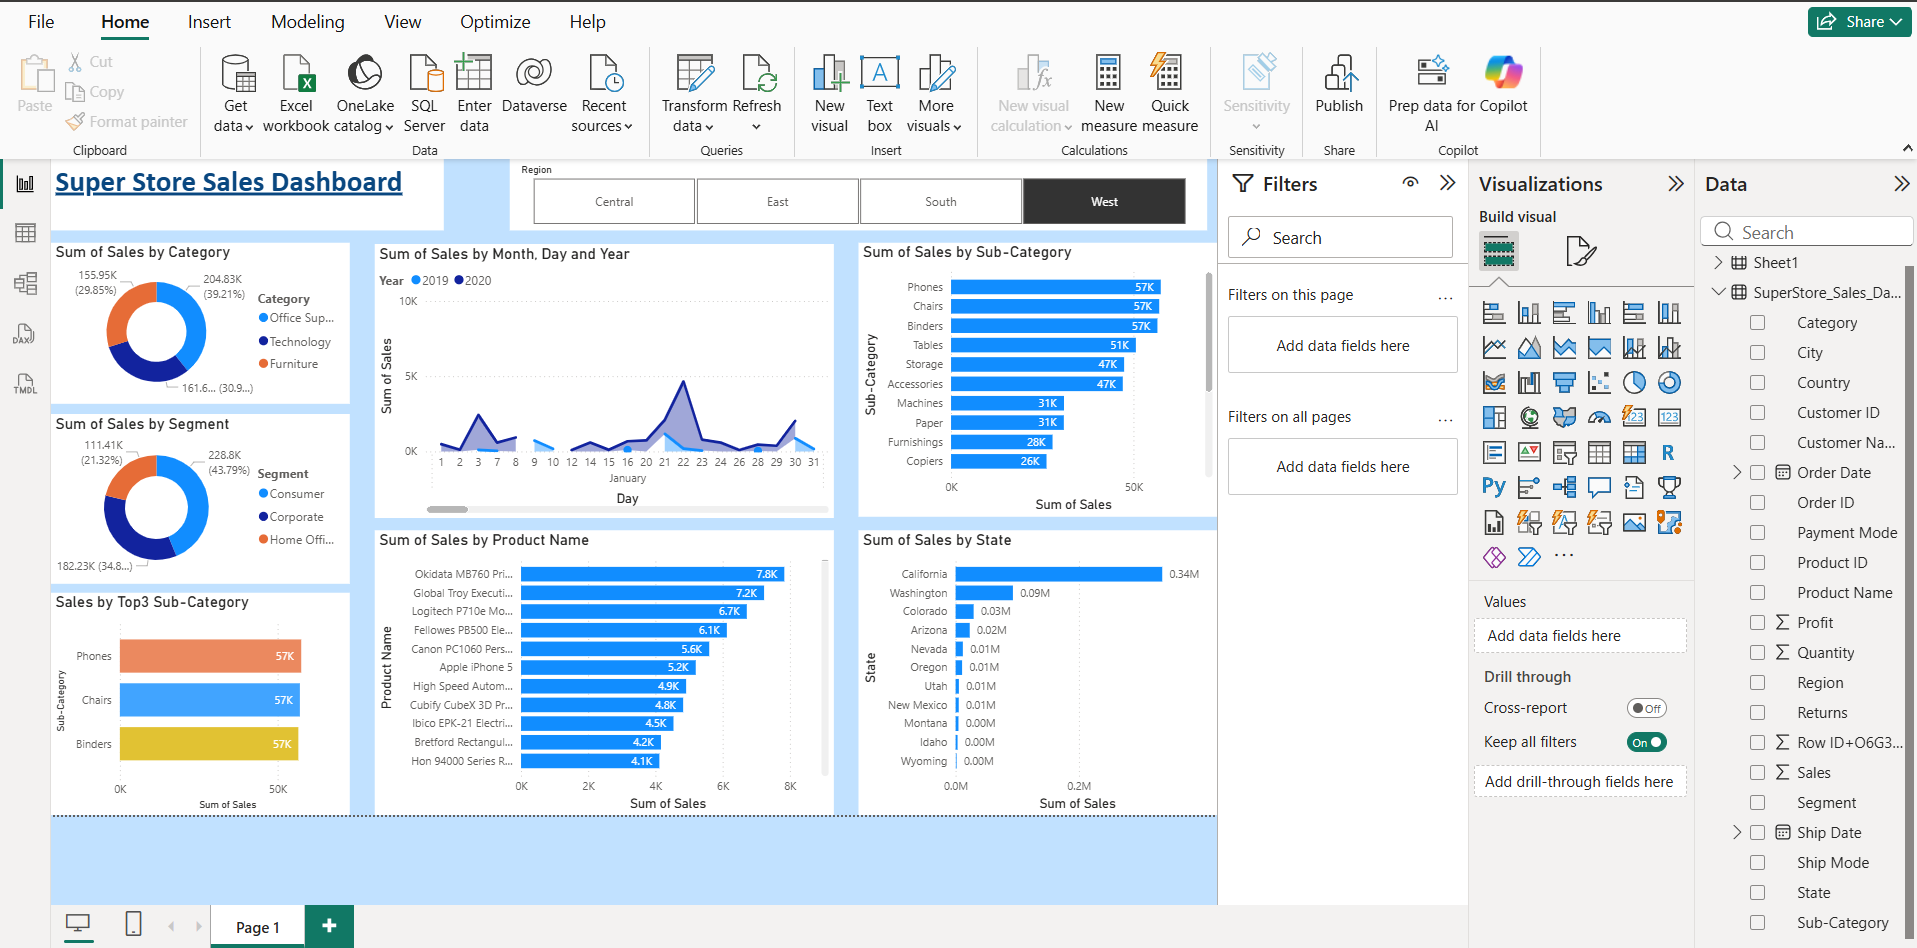 File Home Insert Modeling View Optimize Help
Share
Paste
Cut
Copy
Format painter
Clipboard
Get data
Excel workbook
OneLake catalog
SQL Server
Enter data
Dataverse
Recent sources
Data
Transform data
Refresh
Queries
New visual
Text box
More visuals
Insert
New visual calculation
New measure
Quick measure
Calculations
Sensitivity
Sensitivity
Publish
Share
Prep data for AI
Copilot
Copilot
DAX
TMDL
Super Store Sales Dashboard
Region
Central East South West
Sum of Sales by Category
155.95K (29.85%)
204.83K (39.21%)
161.6... (30.9...)
Category
Office Sup...
Technology
Furniture
Sum of Sales by Segment
111.41K (21.32%)
228.8K (43.79%)
182.23K (34.8...)
Segment
Consumer
Corporate
Home Offi...
Sales by Top3 Sub-Category
Sub-Category
Phones 57K
Chairs 57K
Binders 57K
0K 50K
Sum of Sales
Sum of Sales by Month, Day and Year
Year 2019 2020
Sum of Sales
10K
5K
0K
1 2 3 7 8 9 10 12 14 15 16 20 21 22 23 24 26 28 29 30 31
January
Day
Sum of Sales by Product Name
Product Name
Okidata MB760 Pri... 7.8K
Global Troy Executi... 7.2K
Logitech P710e Mo... 6.7K
Fellowes PB500 Ele... 6.1K
Canon PC1060 Pers... 5.6K
Apple iPhone 5 5.2K
High Speed Autom... 4.9K
Cubify CubeX 3D Pr... 4.8K
Ibico EPK-21 Electri... 4.5K
Bretford Rectangul... 4.2K
Hon 94000 Series R... 4.1K
0K 2K 4K 6K 8K
Sum of Sales
Sum of Sales by Sub-Category
Sub-Category
Phones 57K
Chairs 57K
Binders 57K
Tables 51K
Storage 47K
Accessories 47K
Machines 31K
Paper 31K
Furnishings 28K
Copiers 26K
0K 50K
Sum of Sales
Sum of Sales by State
State
California 0.34M
Washington 0.09M
Colorado 0.03M
Arizona 0.02M
Nevada 0.01M
Oregon 0.01M
Utah 0.01M
New Mexico 0.01M
Montana 0.00M
Idaho 0.00M
Wyoming 0.00M
0.0M 0.2M
Sum of Sales
Filters
Search
Filters on this page ...
Add data fields here
Filters on all pages ...
Add data fields here
Visualizations
Build visual
123
123
R
Py
...
Values
Add data fields here
Drill through
Cross-report Off
Keep all filters On
Add drill-through fields here
Data
Search
Sheet1
SuperStore_Sales_Da...
Category
City
Country
Customer ID
Customer Na...
Order Date
Order ID
Payment Mode
Product ID
Product Name
Profit
Quantity
Region
Returns
Row ID+O6G3...
Sales
Segment
Ship Date
Ship Mode
State
Sub-Category
Page 1